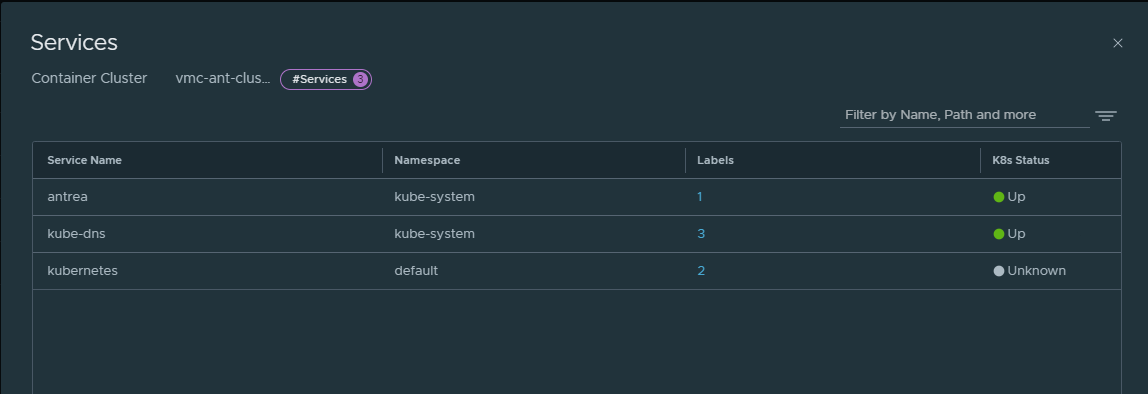 Services
Container Cluster vmc-ant-clus... #Services 3
Filter by Name, Path and more
Service Name Namespace Labels K8s Status
antrea kube-system 1 Up
kube-dns kube-system 3 Up
kubernetes default 2 Unknown